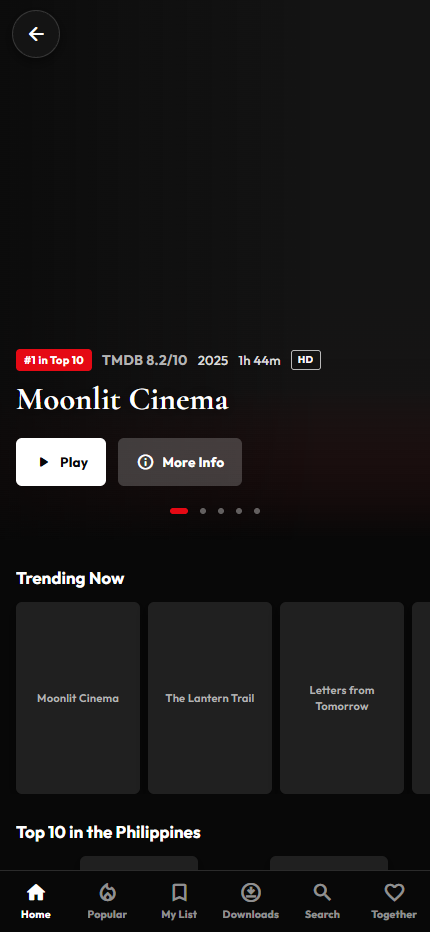 #1 in Top 10 TMDB 8.2/10 2025 1h 44m HD
Moonlit Cinema
Play More Info
Trending Now
Moonlit Cinema
The Lantern Trail
Letters from
Tomorrow
Top 10 in the Philippines
Home Popular My List Downloads Search Together